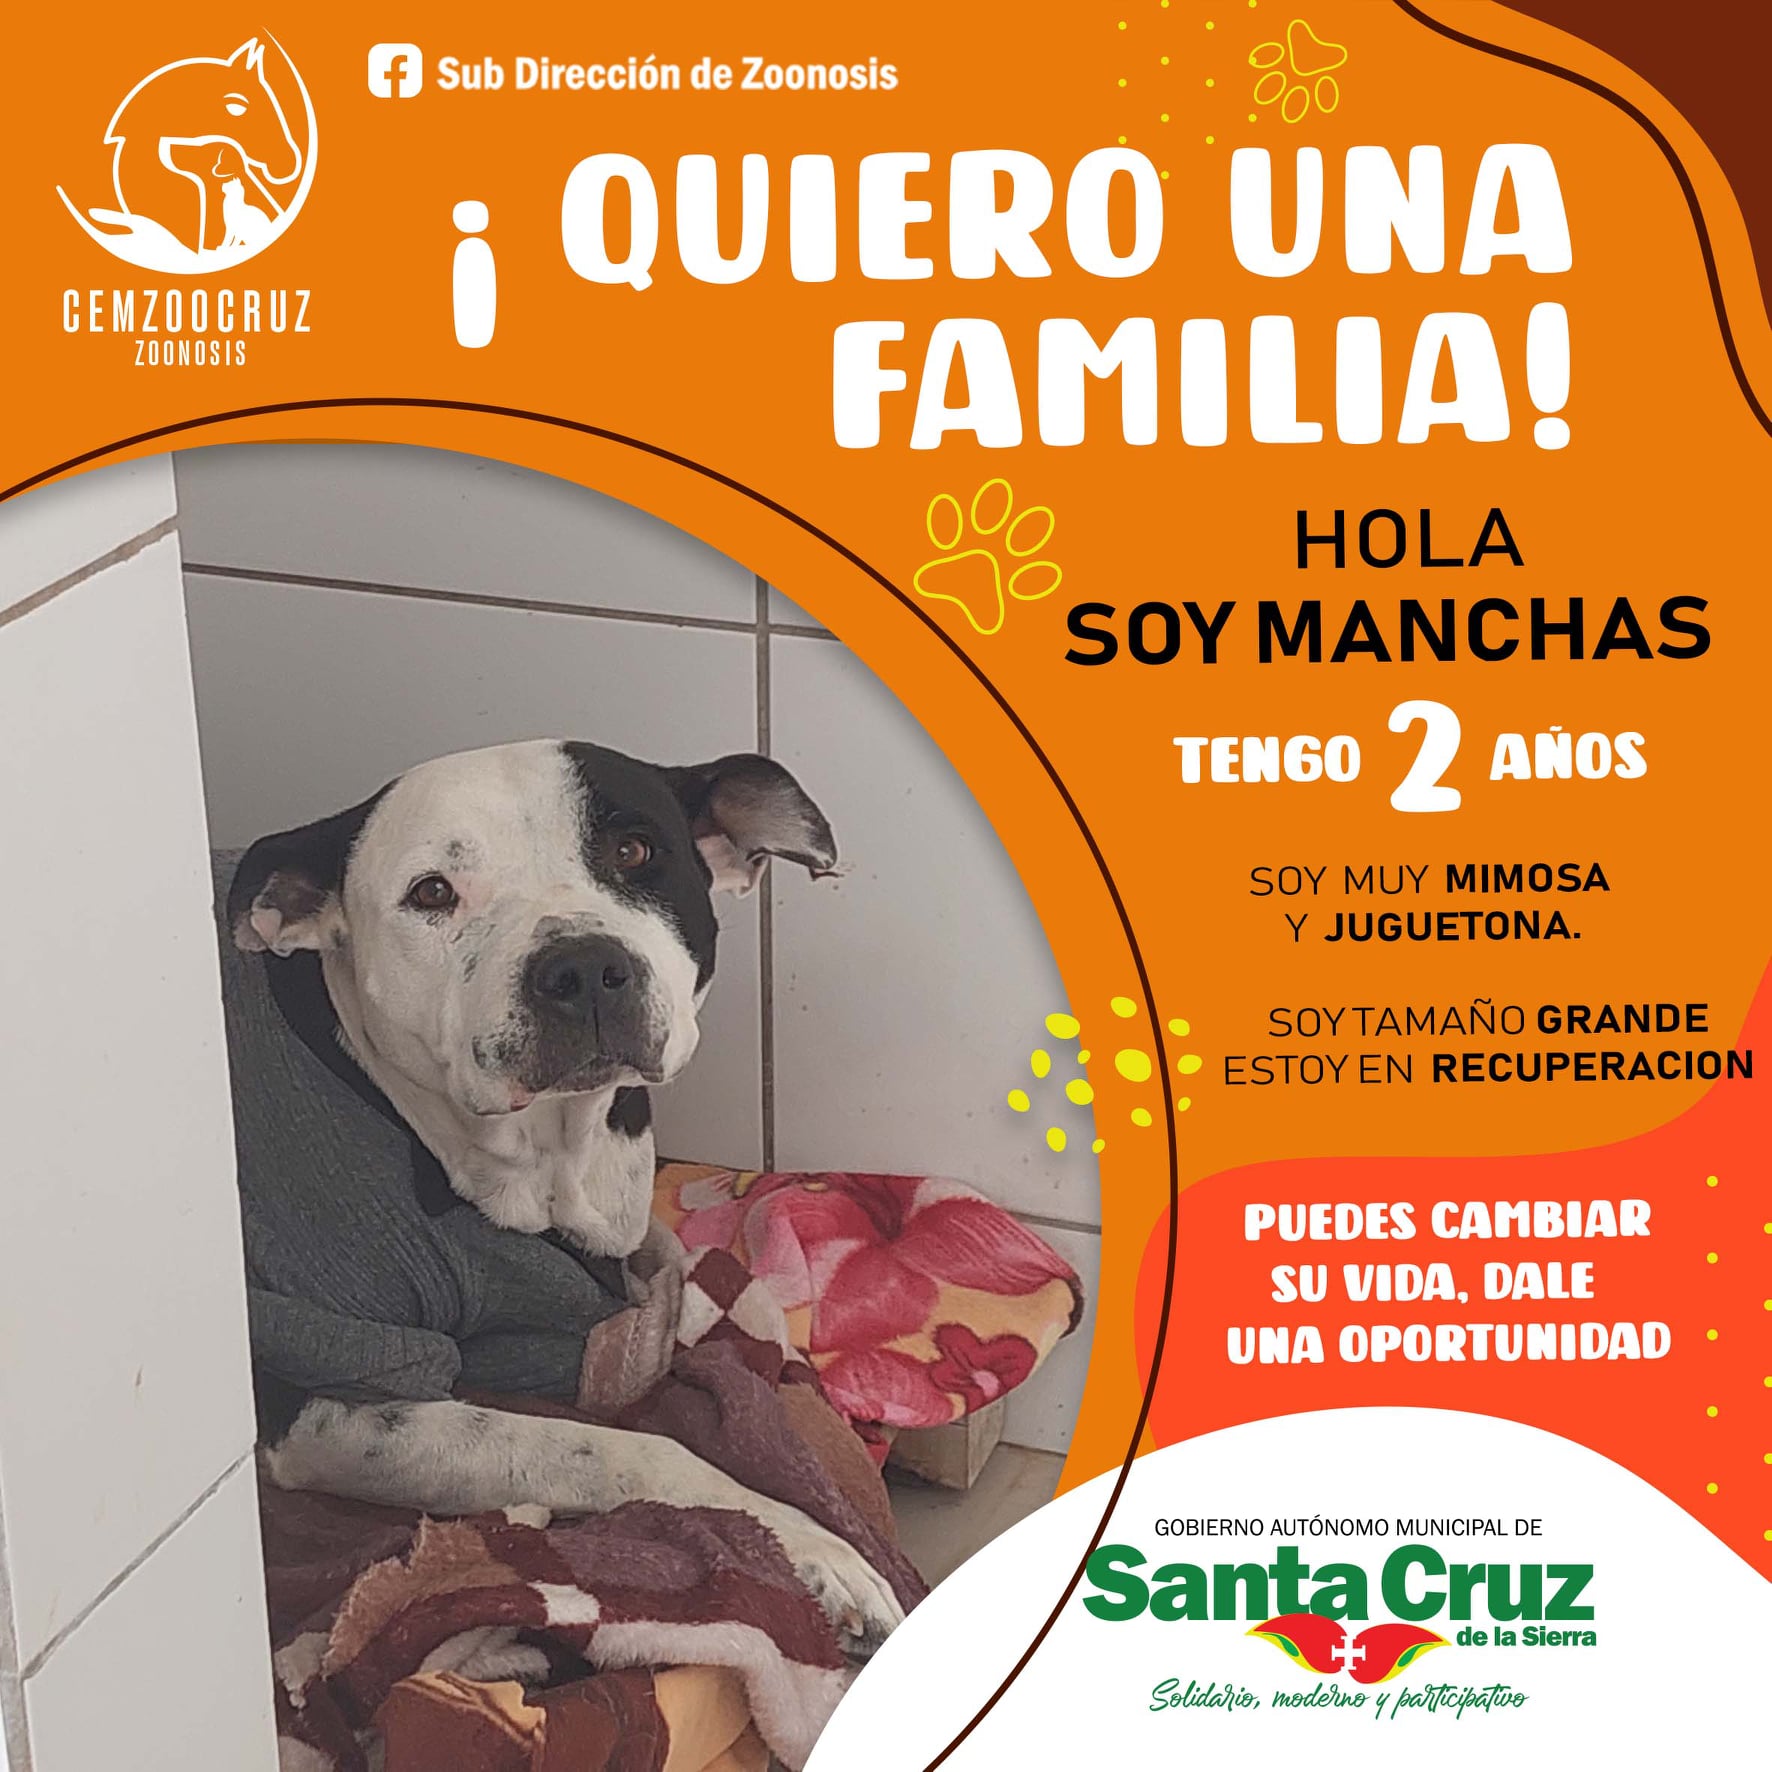 Sub Dirección de Zoonosis
CEMZOOCRUZ
ZOONOSIS
¡QUIERO UNA
FAMILIA!
HOLA
SOY MANCHAS
TENGO 2 AÑOS
SOY MUY MIMOSA
Y JUGUETONA.
SOY TAMAÑO GRANDE
ESTOY EN RECUPERACION
PUEDES CAMBIAR
SU VIDA, DALE
UNA OPORTUNIDAD
GOBIERNO AUTÓNOMO MUNICIPAL DE
Santa Cruz
de la Sierra
Solidario, moderno y participativo